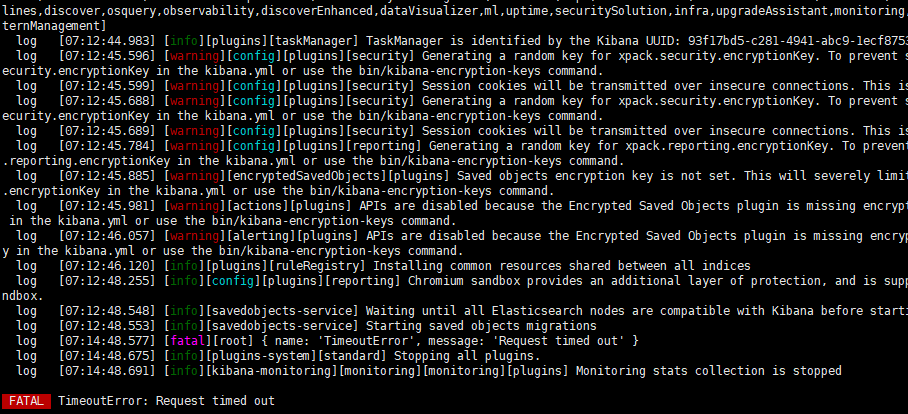 lines,discover,osquery,observability,discoverEnhanced,dataVisualizer,ml,uptime,securitySolution,infra,upgradeAssistant,monitoring,
ternManagement]
log [07:12:44.983] [info][plugins][taskManager] TaskManager is identified by the Kibana UUID: 93f17bd5-c281-4941-abc9-1ecf8753
log [07:12:45.596] [warning][config][plugins][security] Generating a random key for xpack.security.encryptionKey. To prevent s
ecurity.encryptionKey in the kibana.yml or use the bin/kibana-encryption-keys command.
log [07:12:45.599] [warning][config][plugins][security] Session cookies will be transmitted over insecure connections. This is
log [07:12:45.688] [warning][config][plugins][security] Generating a random key for xpack.security.encryptionKey. To prevent s
ecurity.encryptionKey in the kibana.yml or use the bin/kibana-encryption-keys command.
log [07:12:45.689] [warning][config][plugins][security] Session cookies will be transmitted over insecure connections. This is
log [07:12:45.784] [warning][config][plugins][reporting] Generating a random key for xpack.reporting.encryptionKey. To prevent
.reporting.encryptionKey in the kibana.yml or use the bin/kibana-encryption-keys command.
log [07:12:45.885] [warning][encryptedSavedObjects][plugins] Saved objects encryption key is not set. This will severely limit
.encryptionKey in the kibana.yml or use the bin/kibana-encryption-keys command.
log [07:12:45.981] [warning][actions][plugins] APIs are disabled because the Encrypted Saved Objects plugin is missing encrypt
in the kibana.yml or use the bin/kibana-encryption-keys command.
log [07:12:46.057] [warning][alerting][plugins] APIs are disabled because the Encrypted Saved Objects plugin is missing encryp
y in the kibana.yml or use the bin/kibana-encryption-keys command.
log [07:12:46.120] [info][plugins][ruleRegistry] Installing common resources shared between all indices
log [07:12:48.255] [info][config][plugins][reporting] Chromium sandbox provides an additional layer of protection, and is supp
ndbox.
log [07:12:48.548] [info][savedobjects-service] Waiting until all Elasticsearch nodes are compatible with Kibana before starti
log [07:12:48.553] [info][savedobjects-service] Starting saved objects migrations
log [07:14:48.577] [fatal][root] { name: 'TimeoutError', message: 'Request timed out' }
log [07:14:48.675] [info][plugins-system][standard] Stopping all plugins.
log [07:14:48.691] [info][kibana-monitoring][monitoring][monitoring][plugins] Monitoring stats collection is stopped
FATAL TimeoutError: Request timed out